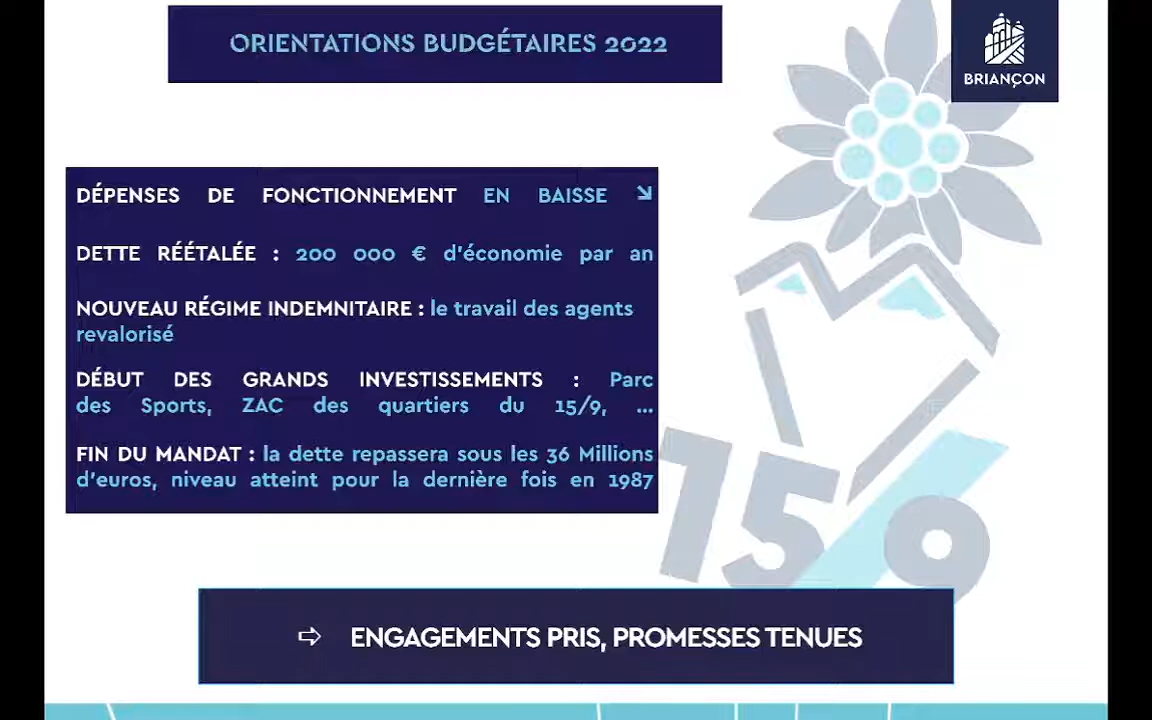 ORIENTATIONS BUDGÉTAIRES 2022
BRIANÇON
DÉPENSES DE FONCTIONNEMENT EN BAISSE ↘
DETTE RÉÉTALÉE : 200 000 € d'économie par an
NOUVEAU RÉGIME INDEMNITAIRE : le travail des agents
revalorisé
DÉBUT DES GRANDS INVESTISSEMENTS : Parc
des Sports, ZAC des quartiers du 15/9, ...
FIN DU MANDAT : la dette repassera sous les 36 Millions
d'euros, niveau atteint pour la dernière fois en 1987
15/9
⇨ ENGAGEMENTS PRIS, PROMESSES TENUES